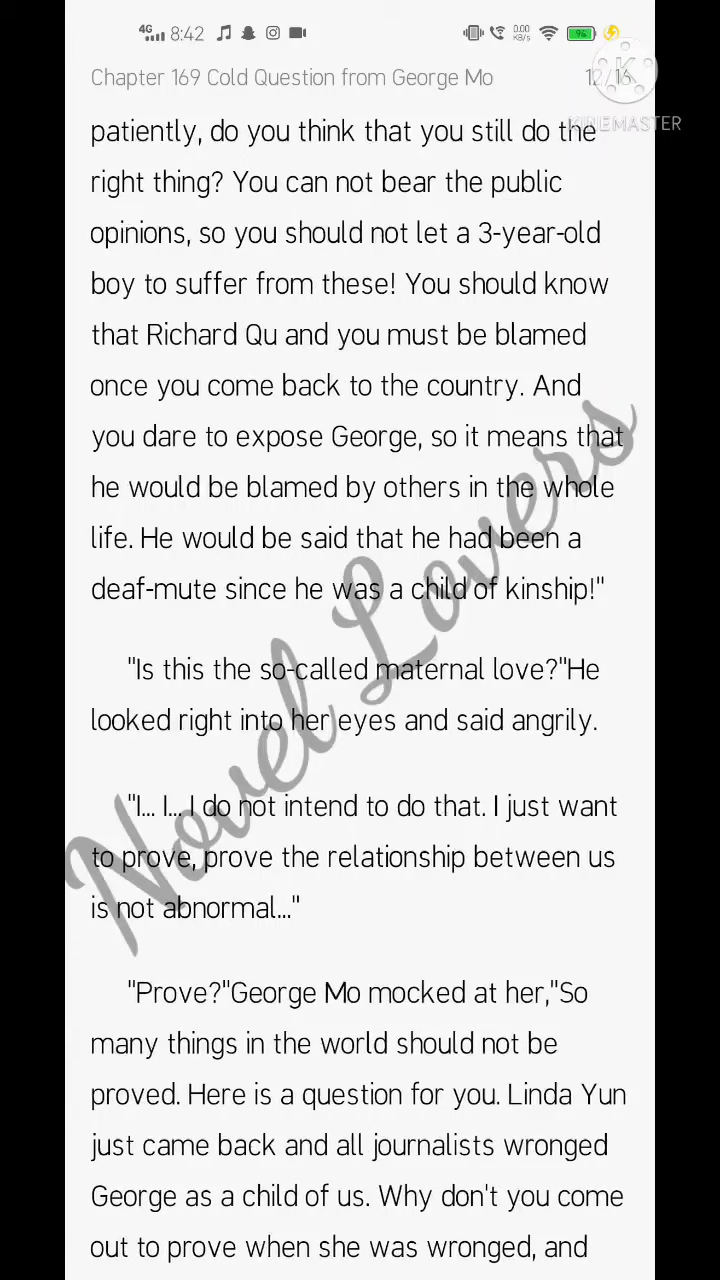 4G 8:42 0.00 KB/s 96
Chapter 169 Cold Question from George Mo 12/16
K
KINEMASTER
patiently, do you think that you still do the
right thing? You can not bear the public
opinions, so you should not let a 3-year-old
boy to suffer from these! You should know
that Richard Qu and you must be blamed
once you come back to the country. And
you dare to expose George, so it means that
he would be blamed by others in the whole
life. He would be said that he had been a
deaf-mute since he was a child of kinship!"
"Is this the so-called maternal love?"He
looked right into her eyes and said angrily.
"I... I... I do not intend to do that. I just want
to prove, prove the relationship between us
is not abnormal..."
"Prove?"George Mo mocked at her,"So
many things in the world should not be
proved. Here is a question for you. Linda Yun
just came back and all journalists wronged
George as a child of us. Why don't you come
out to prove when she was wronged, and
Novel Lovers